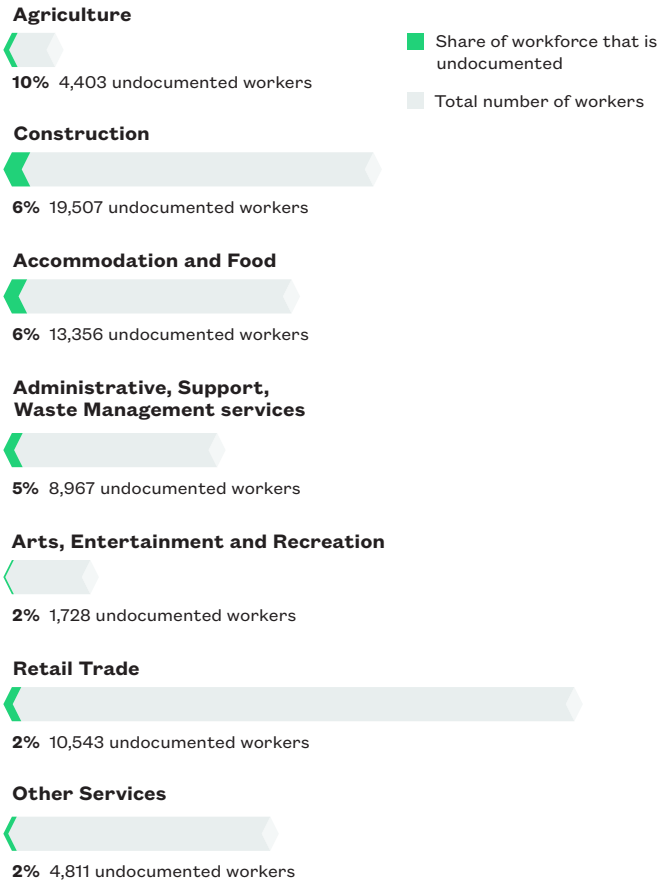 Agriculture
Share of workforce that is
undocumented
10% 4,403 undocumented workers
Total number of workers
Construction
6% 19,507 undocumented workers
Accommodation and Food
6% 13,356 undocumented workers
Administrative, Support,
Waste Management services
5% 8,967 undocumented workers
Arts, Entertainment and Recreation
2% 1,728 undocumented workers
Retail Trade
2% 10,543 undocumented workers
Other Services
2% 4,811 undocumented workers